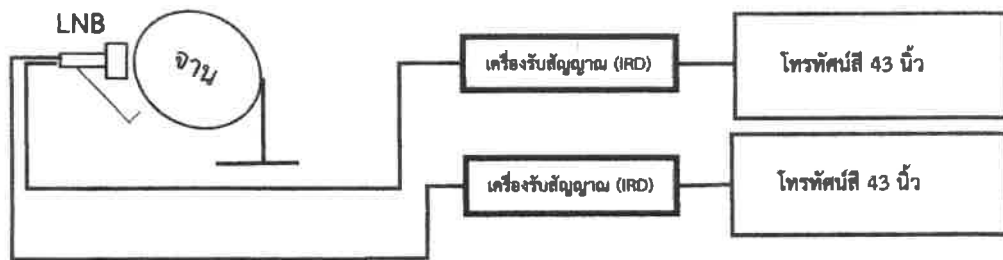 LNB
จาน
เครื่องรับสัญญาณ (IRD)
โทรทัศน์สี 43 นิ้ว
เครื่องรับสัญญาณ (IRD)
โทรทัศน์สี 43 นิ้ว